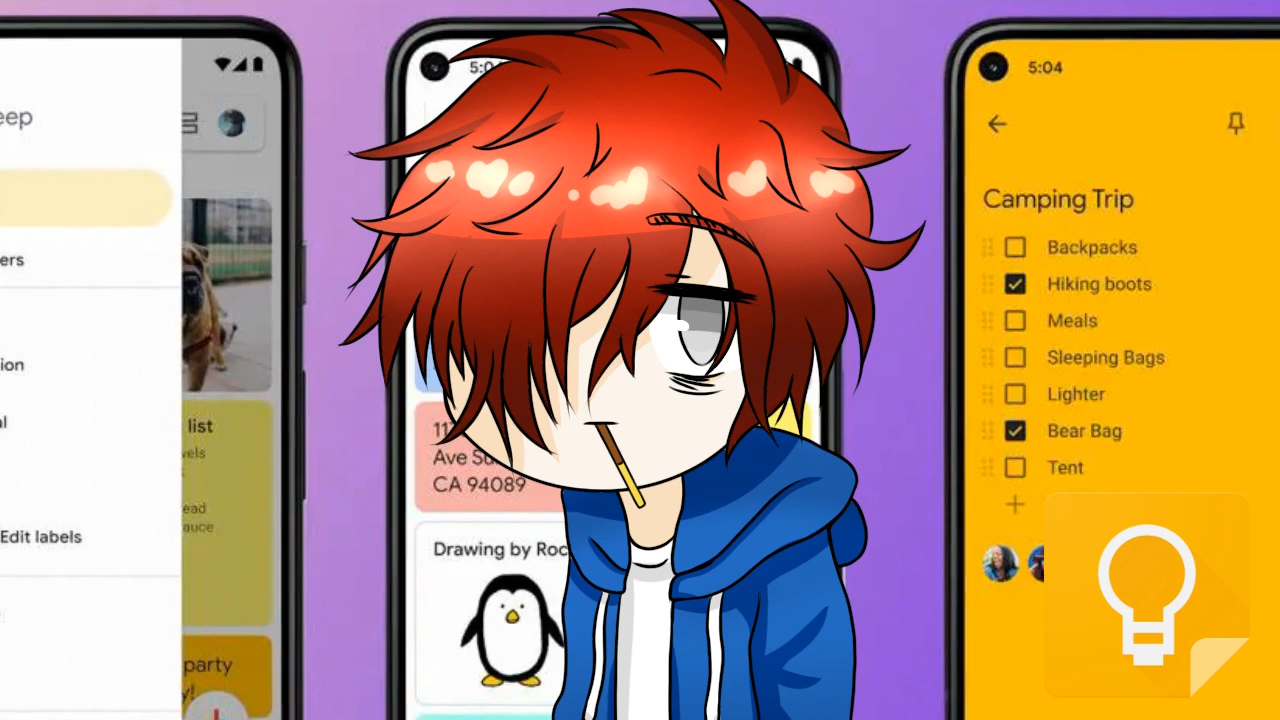 eep
ers
ion
l
Edit labels
list
vels
ead
auce
party
y!
5:0
11
Ave Su
CA 94089
Drawing by Roc
5:04
Camping Trip
Backpacks
Hiking boots
Meals
Sleeping Bags
Lighter
Bear Bag
Tent